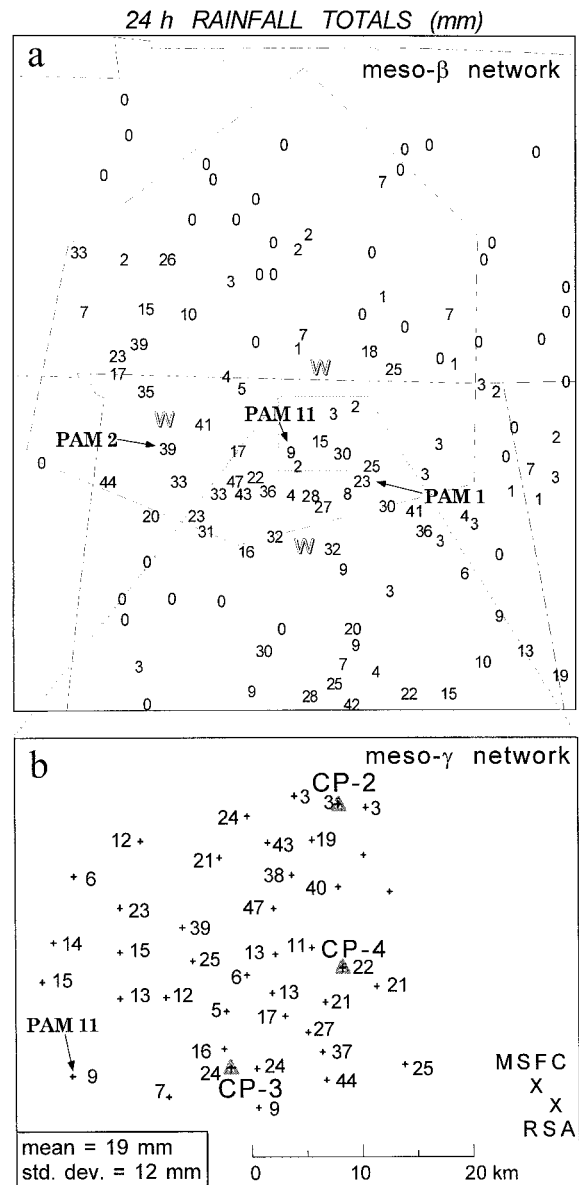 24 h RAINFALL TOTALS (mm)
a
meso-β network
0
0
0 0 0
0 0 0
0 7
0 0
0
0 0
2
33 2 26 0 2 0 0
0
3 0 0
0
7 15 10 1 0
0 7 0
7 0
39 0 0
23 1 18 0 1 0
17 4 W 25
35 5 3 2 0
W 3 2
41 PAM 11
PAM 2 15 3 2
39 17 9 30 0
0 2 25 3 7 3
44 33 47 22 23
33 43 36 4 28 8 PAM 1 1 1
27 30 41
20 23 4
31 32 36 3
W 3
16 32 0
0 9 6
3
0 0 0
0 9
0 20
30 9 13
3 7 4 10 19
25
0 9 28 42 22 15
b
meso-γ network
CP-2
3 31 3
24
12 43 19
21
6 38
40
23 47
39
14 11 CP-4
15 25 13 22
15 6 21
13 12 13 21
5 17
PAM 11 27
16 37
9 24 24 25
CP-3 44
7 9
MSFC
X
X
RSA
mean = 19 mm
std. dev. = 12 mm
0 10 20 km